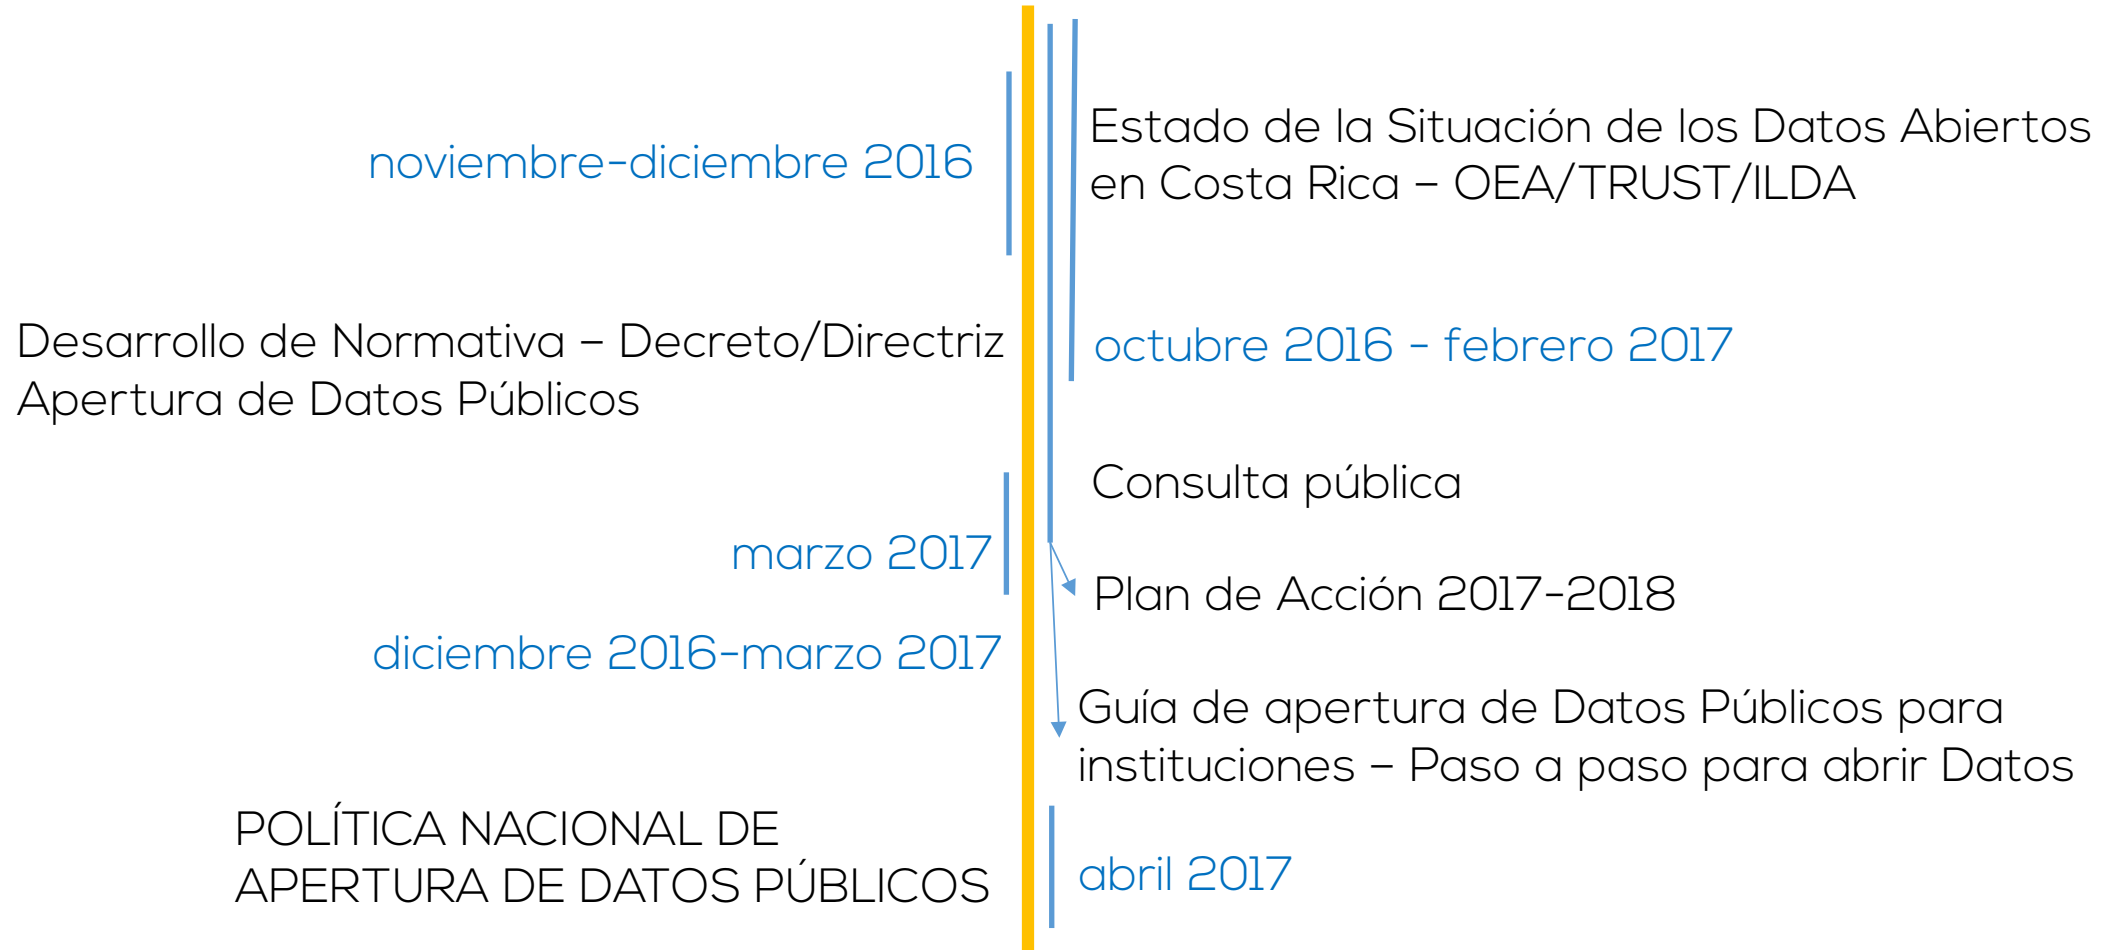 noviembre-diciembre 2016
Estado de la Situación de los Datos Abiertos
en Costa Rica – OEA/TRUST/ILDA
Desarrollo de Normativa – Decreto/Directriz
Apertura de Datos Públicos
octubre 2016 - febrero 2017
Consulta pública
marzo 2017
Plan de Acción 2017-2018
diciembre 2016-marzo 2017
Guía de apertura de Datos Públicos para
instituciones – Paso a paso para abrir Datos
POLÍTICA NACIONAL DE
APERTURA DE DATOS PÚBLICOS
abril 2017